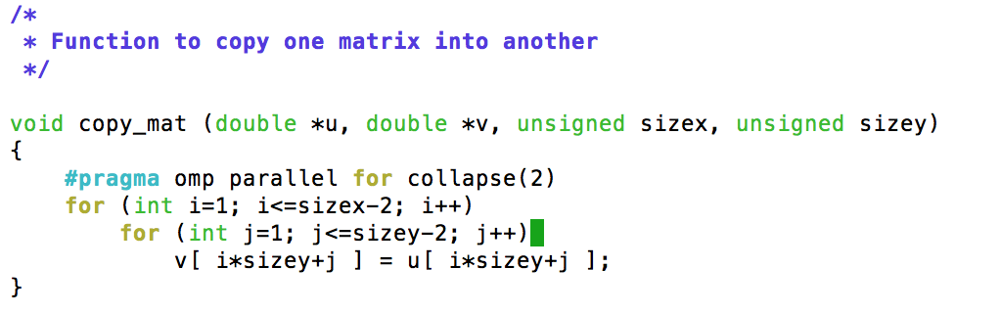 /*
 * Function to copy one matrix into another
 */
void copy_mat (double *u, double *v, unsigned sizex, unsigned sizey)
{
    #pragma omp parallel for collapse(2)
    for (int i=1; i<=sizex-2; i++)
        for (int j=1; j<=sizey-2; j++)
            v[ i*sizey+j ] = u[ i*sizey+j ];
}